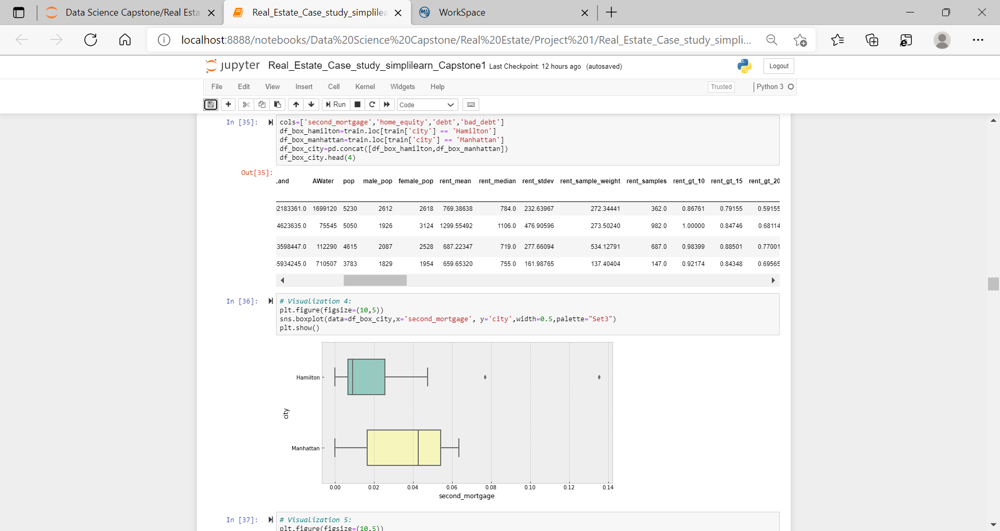 Data Science Capstone/Real Esta
Real_Estate_Case_study_simplilea
WorkSpace
localhost:8888/notebooks/Data%20Science%20Capstone/Real%20Estate/Project%201/Real_Estate_Case_study_simpli...
jupyter Real_Estate_Case_study_simplilearn_Capstone1 Last Checkpoint: 12 hours ago (autosaved)
Logout
File Edit View Insert Cell Kernel Widgets Help Trusted Python 3
Run Code
In [35]: cols=['second_mortgage','home_equity','debt','bad_debt']
df_box_hamilton=train.loc[train['city'] == 'Hamilton']
df_box_manhattan=train.loc[train['city'] == 'Manhattan']
df_box_city=pd.concat([df_box_hamilton,df_box_manhattan])
df_box_city.head(4)
Out[35]:
Land AWater pop male_pop female_pop rent_mean rent_median rent_stdev rent_sample_weight rent_samples rent_gt_10 rent_gt_15 rent_gt_20
2183361.0 1699120 5230 2612 2618 769.38638 784.0 232.63967 272.34441 362.0 0.86761 0.79155 0.59155
4623635.0 75545 5050 1926 3124 1299.55492 1106.0 476.90596 273.50240 982.0 1.00000 0.84746 0.68114
3598447.0 112290 4615 2087 2528 687.22347 719.0 277.66094 534.12791 687.0 0.98399 0.88501 0.77001
5934245.0 710507 3783 1829 1954 659.65320 755.0 161.98765 137.40404 147.0 0.92174 0.84348 0.69565
In [36]: # Visualization 4:
plt.figure(figsize=(10,5))
sns.boxplot(data=df_box_city,x='second_mortgage', y='city',width=0.5,palette="Set3")
plt.show()
Hamilton
city
Manhattan
0.00 0.02 0.04 0.06 0.08 0.10 0.12 0.14
second_mortgage
In [37]: # Visualization 5:
plt.figure(figsize=(10,5))